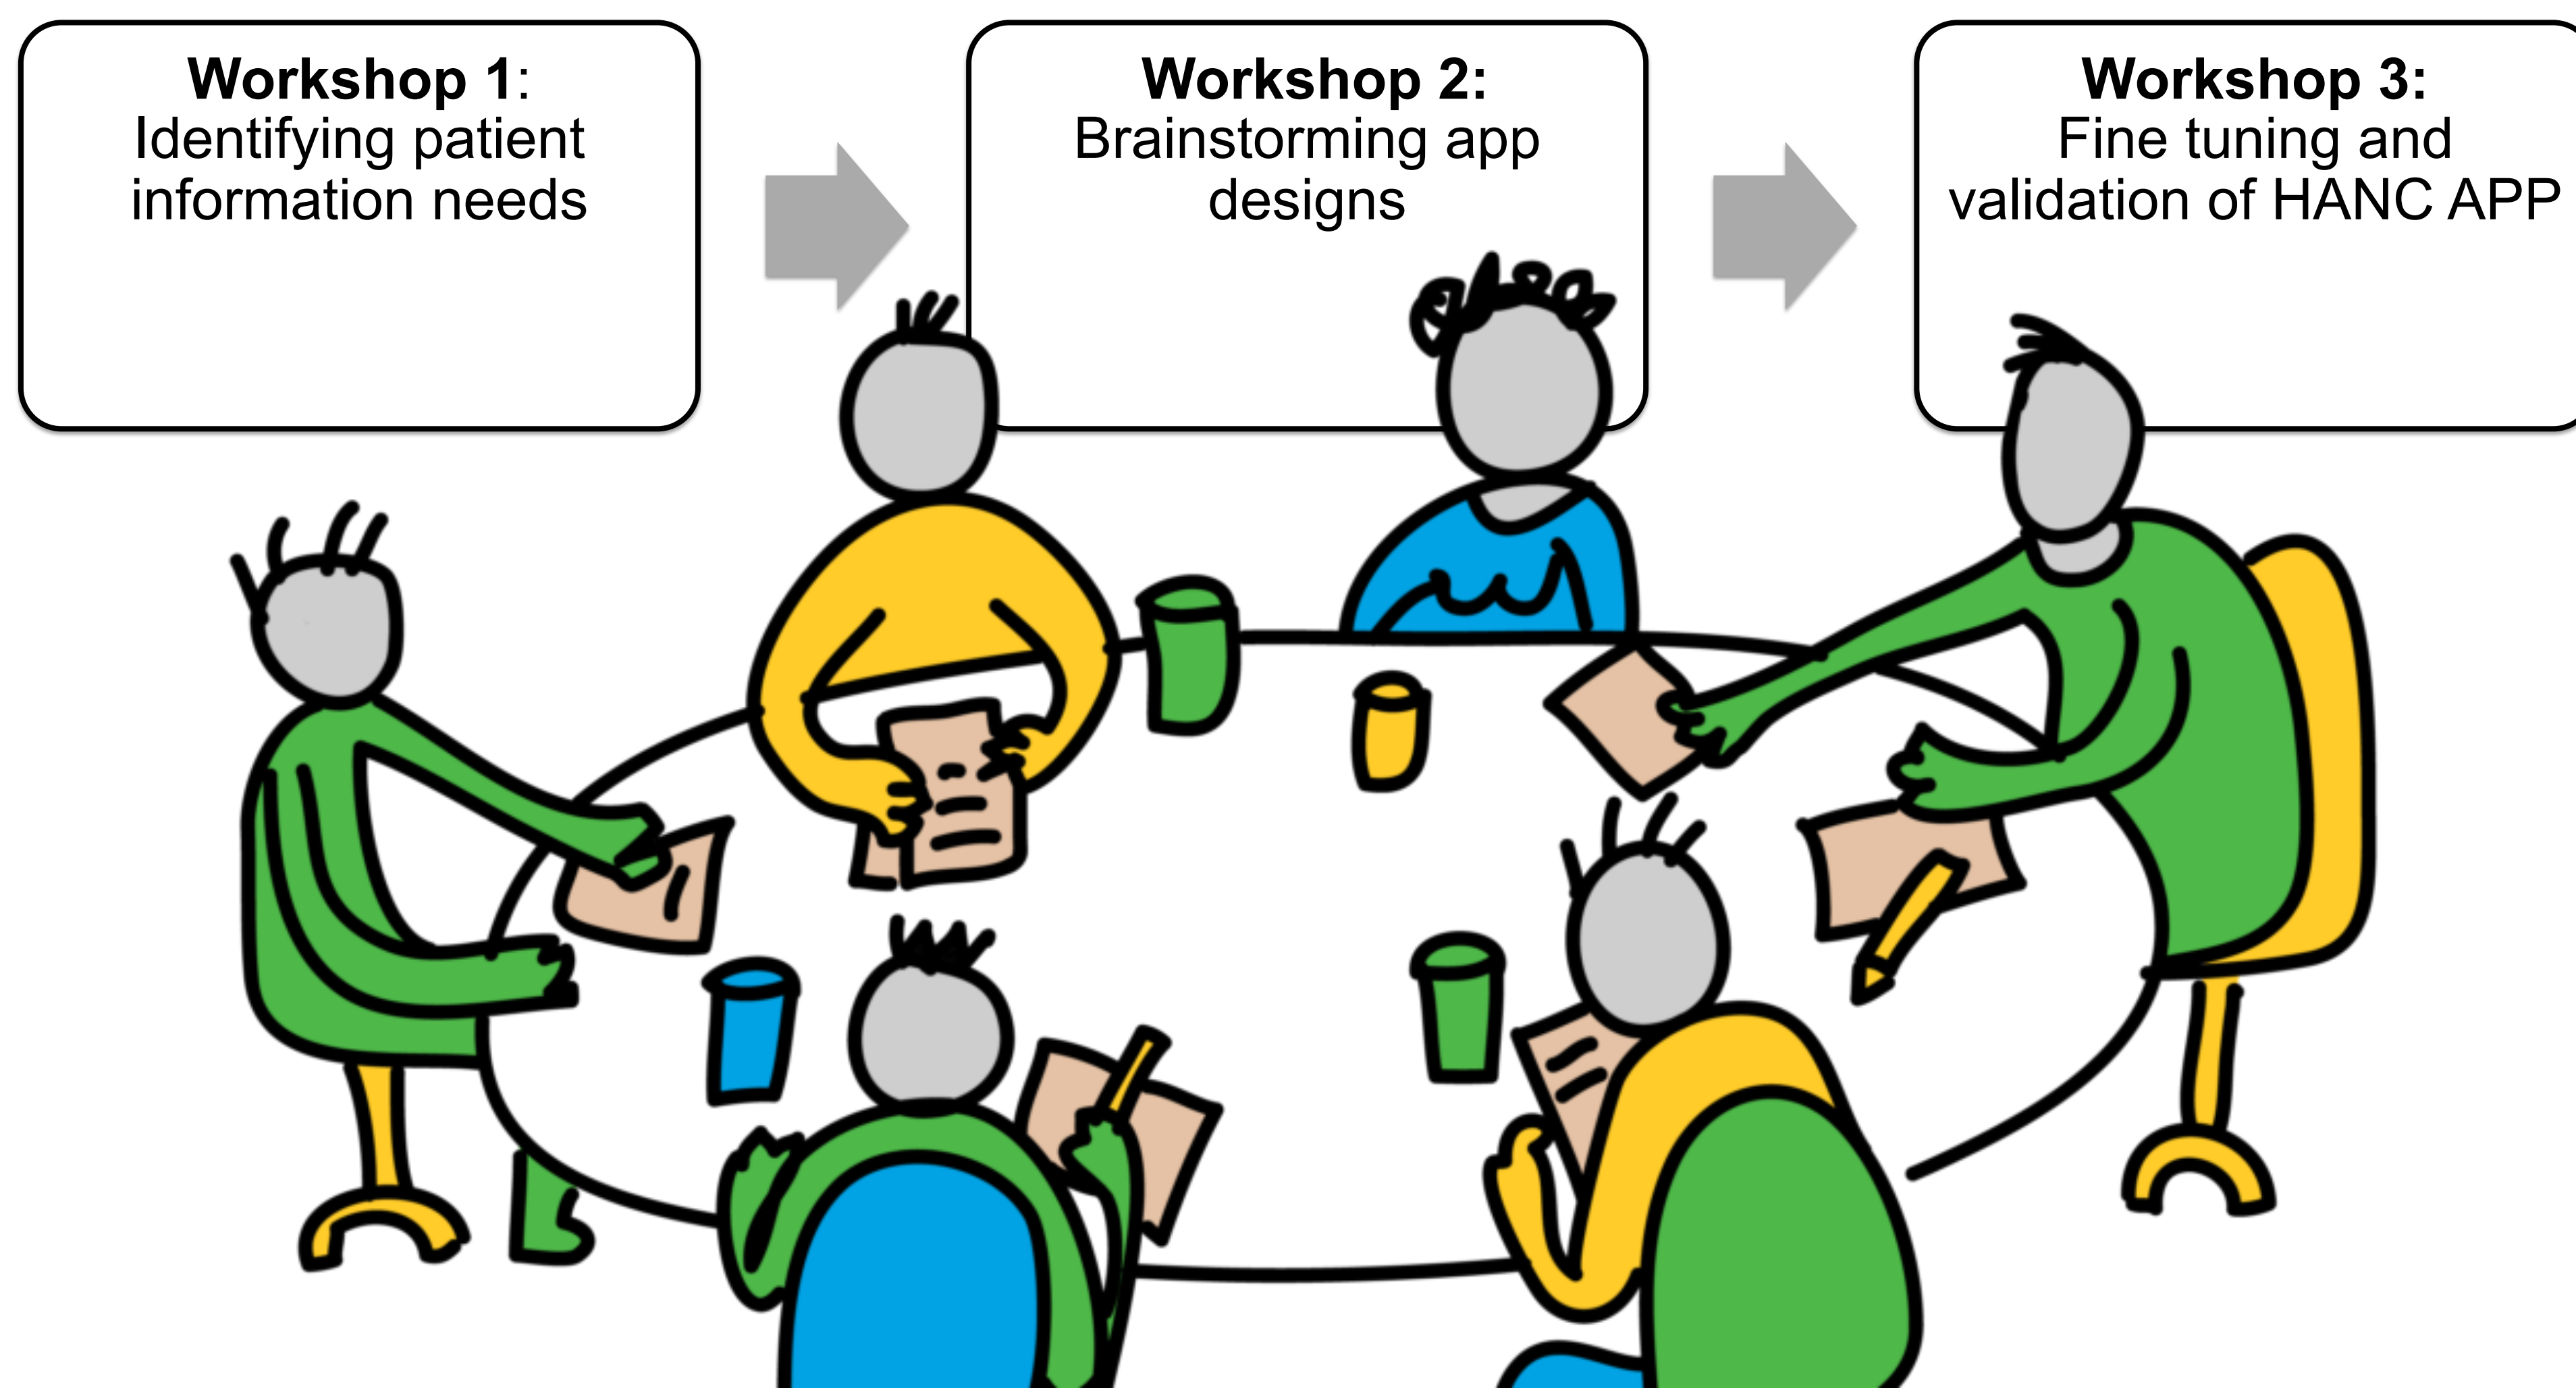 Workshop 1:
Identifying patient
information needs
Workshop 2:
Brainstorming app
designs
Workshop 3:
Fine tuning and
validation of HANC APP